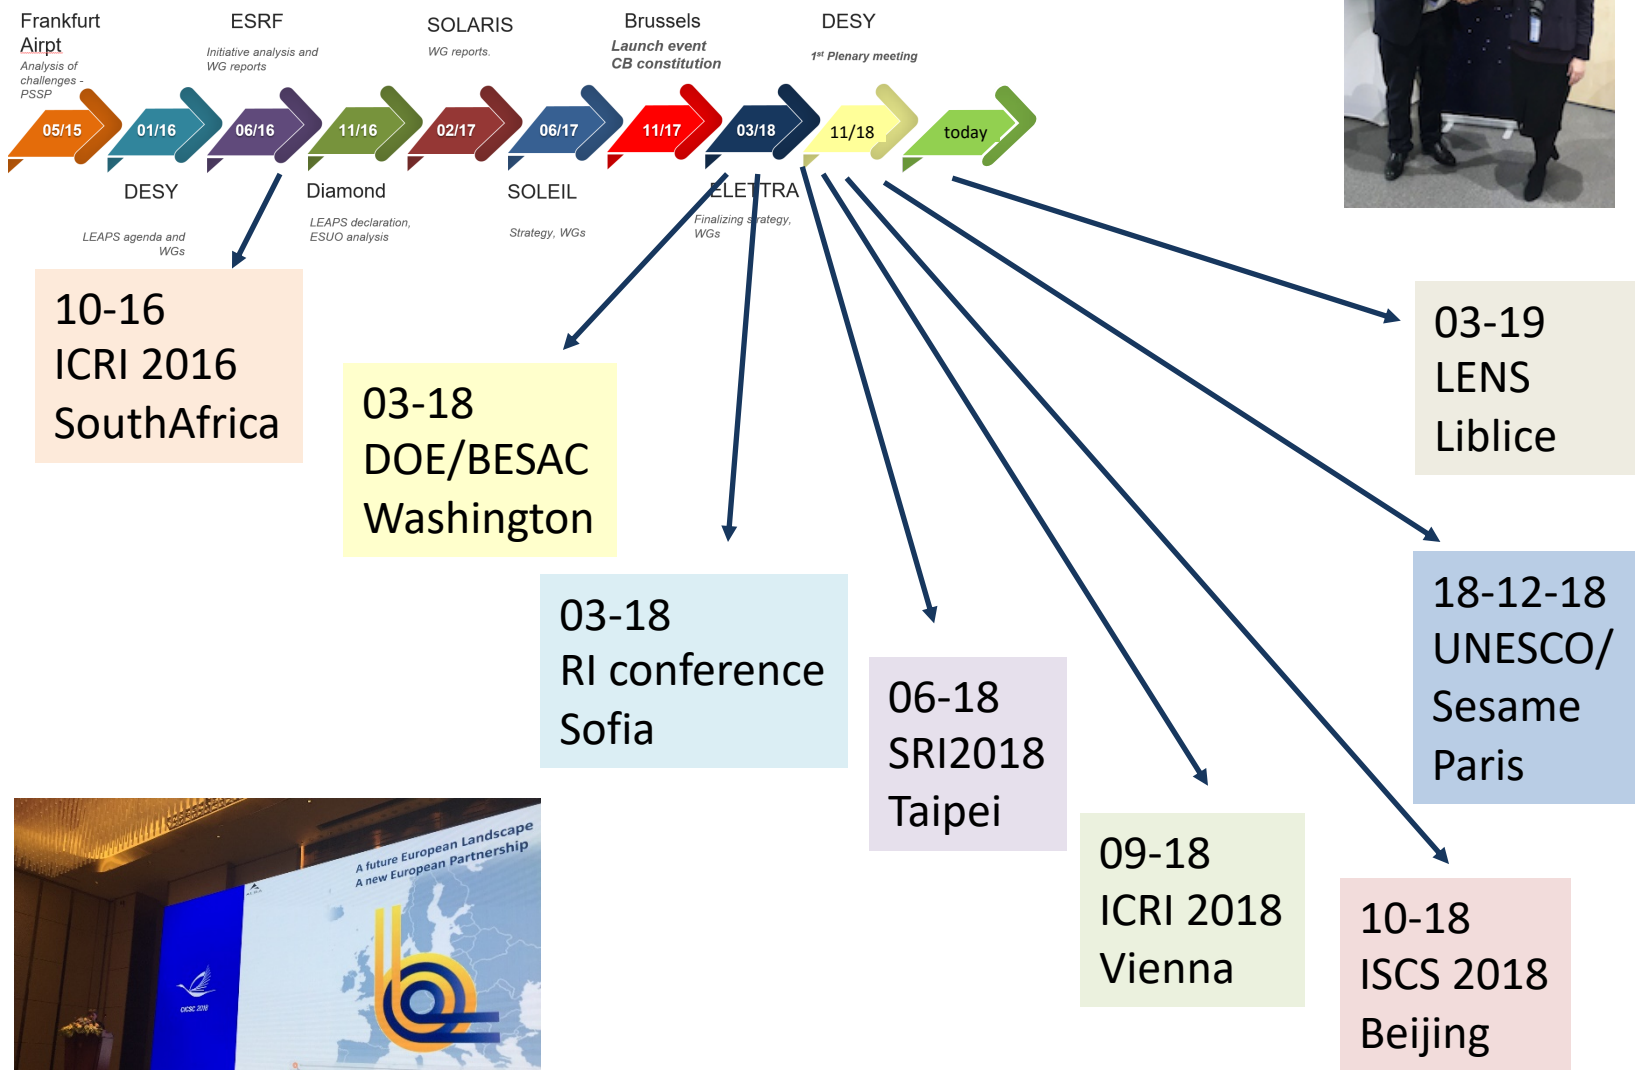 Frankfurt
Airpt
Analysis of
challenges -
PSSP
ESRF
Initiative analysis and
WG reports
SOLARIS
WG reports.
Brussels
Launch event
CB constitution
DESY
1st Plenary meeting
05/15
01/16
06/16
11/16
02/17
06/17
11/17
03/18
11/18
today
DESY
LEAPS agenda and
WGs
Diamond
LEAPS declaration,
ESUO analysis
SOLEIL
Strategy, WGs
ELETTRA
Finalizing strategy,
WGs
10-16
ICRI 2016
SouthAfrica
03-18
DOE/BESAC
Washington
03-18
RI conference
Sofia
06-18
SRI2018
Taipei
09-18
ICRI 2018
Vienna
10-18
ISCS 2018
Beijing
03-19
LENS
Liblice
18-12-18
UNESCO/
Sesame
Paris
A future European Landscape
A new European Partnership
CICSC 2018